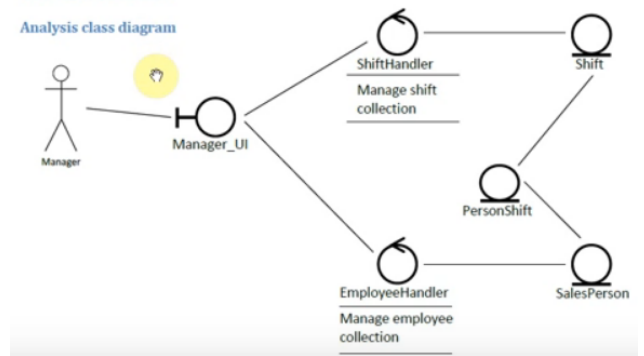 Analysis class diagram
ShiftHandler
Shift
Manage shift
collection
Manager_UI
Manager
PersonShift
EmployeeHandler
SalesPerson
Manage employee
collection